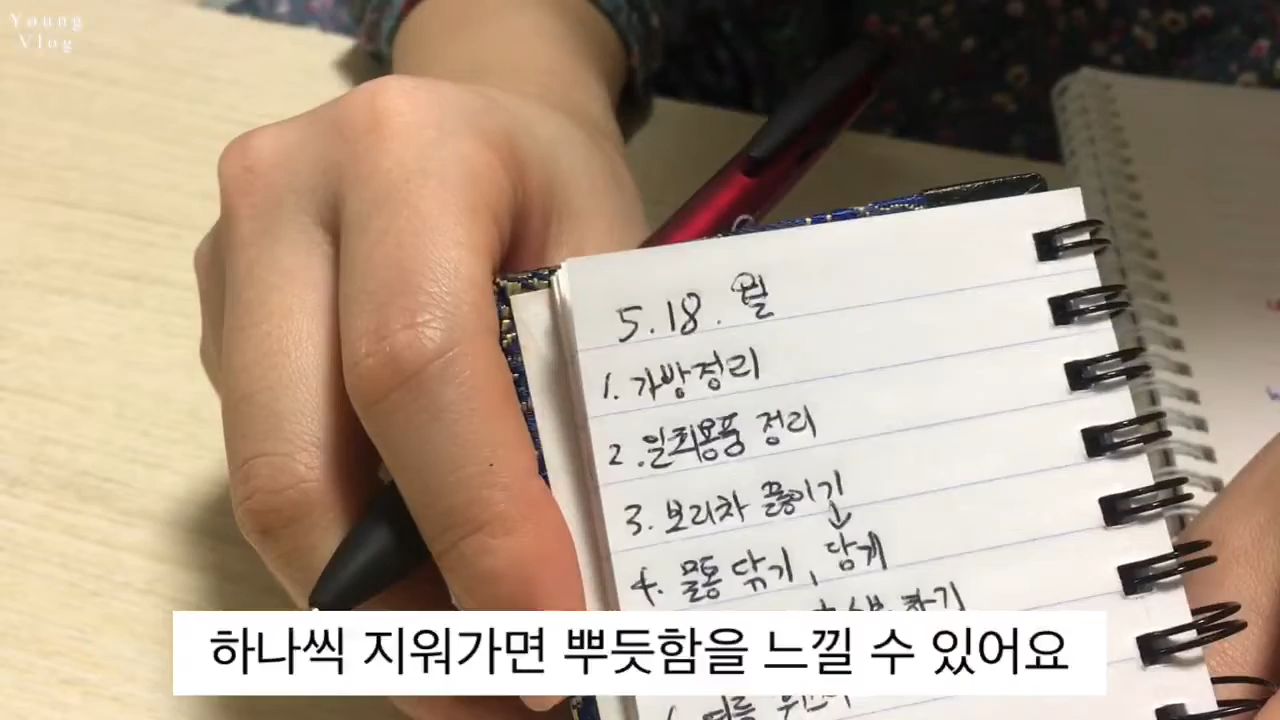 Young
Vlog
5.18. 월
1. 가방정리
2. 일회용품 정리
3. 보리차 끓이기
4. 물통 닦기, 담게
하기
하나씩 지워가면 뿌듯함을 느낄 수 있어요